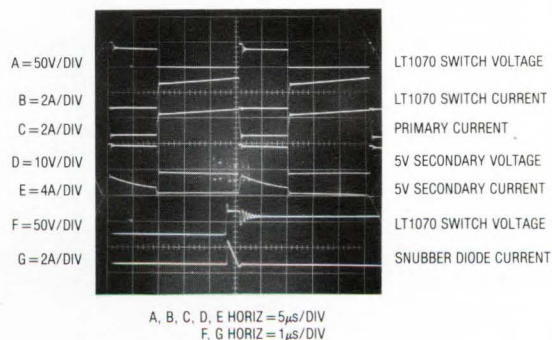 A = 50V/DIV
LT1070 SWITCH VOLTAGE
B = 2A/DIV
LT1070 SWITCH CURRENT
C = 2A/DIV
PRIMARY CURRENT
D = 10V/DIV
5V SECONDARY VOLTAGE
E = 4A/DIV
5V SECONDARY CURRENT
F = 50V/DIV
LT1070 SWITCH VOLTAGE
G = 2A/DIV
SNUBBER DIODE CURRENT
A, B, C, D, E HORIZ = 5μs/DIV
F, G HORIZ = 1μs/DIV